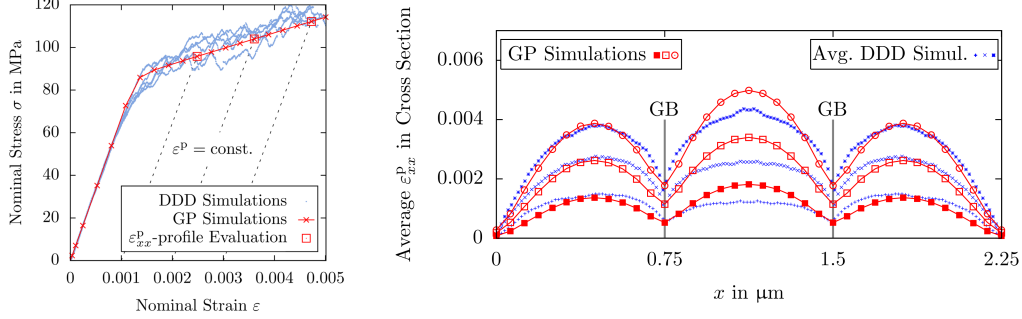 120
100
80
60
40
20
0
Nominal Stress σ in MPa
εᵖ = const.
DDD Simulations
GP Simulations
εᵖₓₓ-profile Evaluation
0 0.001 0.002 0.003 0.004 0.005
Nominal Strain ε
0.006
0.004
0.002
0
Average εᵖₓₓ in Cross Section
GP Simulations
Avg. DDD Simul.
GB
GB
0 0.75 1.5 2.25
x in μm